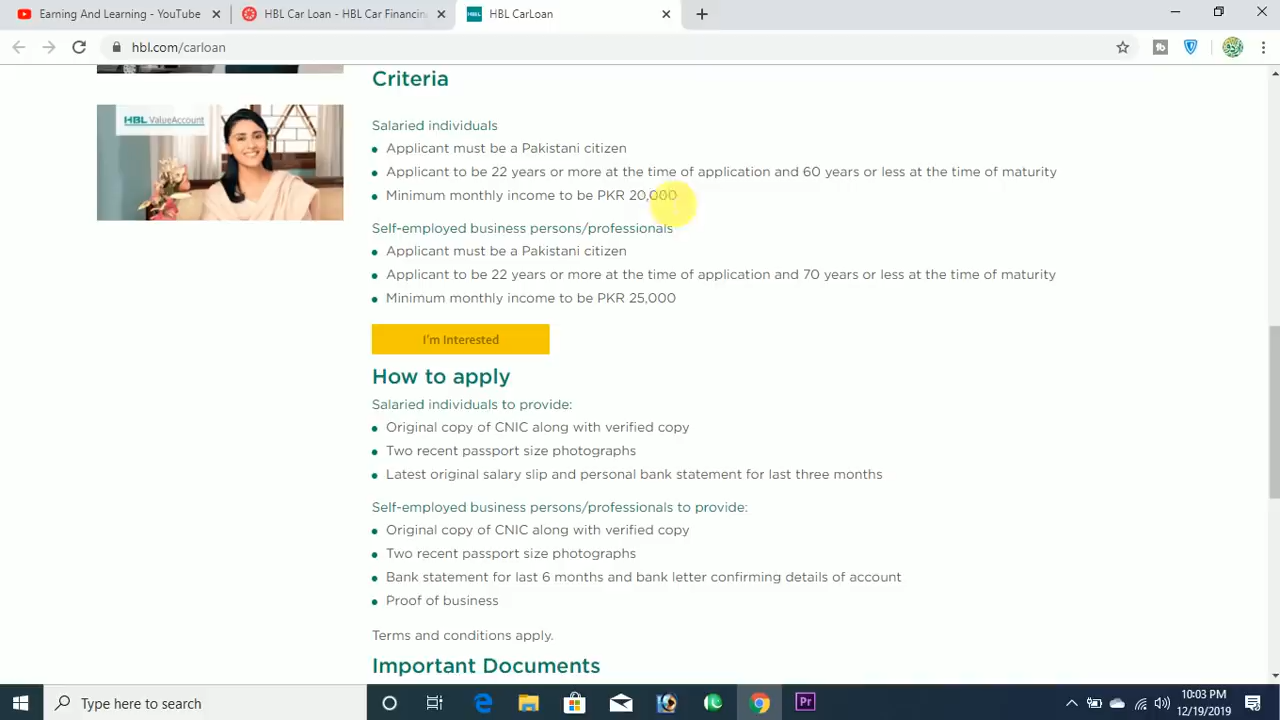 Earning And Learning - YouTube
HBL Car Loan - HBL Car Financin
HBL CarLoan
hbl.com/carloan
HBL ValueAccount
Criteria
Salaried individuals
Applicant must be a Pakistani citizen
Applicant to be 22 years or more at the time of application and 60 years or less at the time of maturity
Minimum monthly income to be PKR 20,000
Self-employed business persons/professionals
Applicant must be a Pakistani citizen
Applicant to be 22 years or more at the time of application and 70 years or less at the time of maturity
Minimum monthly income to be PKR 25,000
I'm Interested
How to apply
Salaried individuals to provide:
Original copy of CNIC along with verified copy
Two recent passport size photographs
Latest original salary slip and personal bank statement for last three months
Self-employed business persons/professionals to provide:
Original copy of CNIC along with verified copy
Two recent passport size photographs
Bank statement for last 6 months and bank letter confirming details of account
Proof of business
Terms and conditions apply.
Important Documents
Type here to search
Pr
10:03 PM
12/19/2019